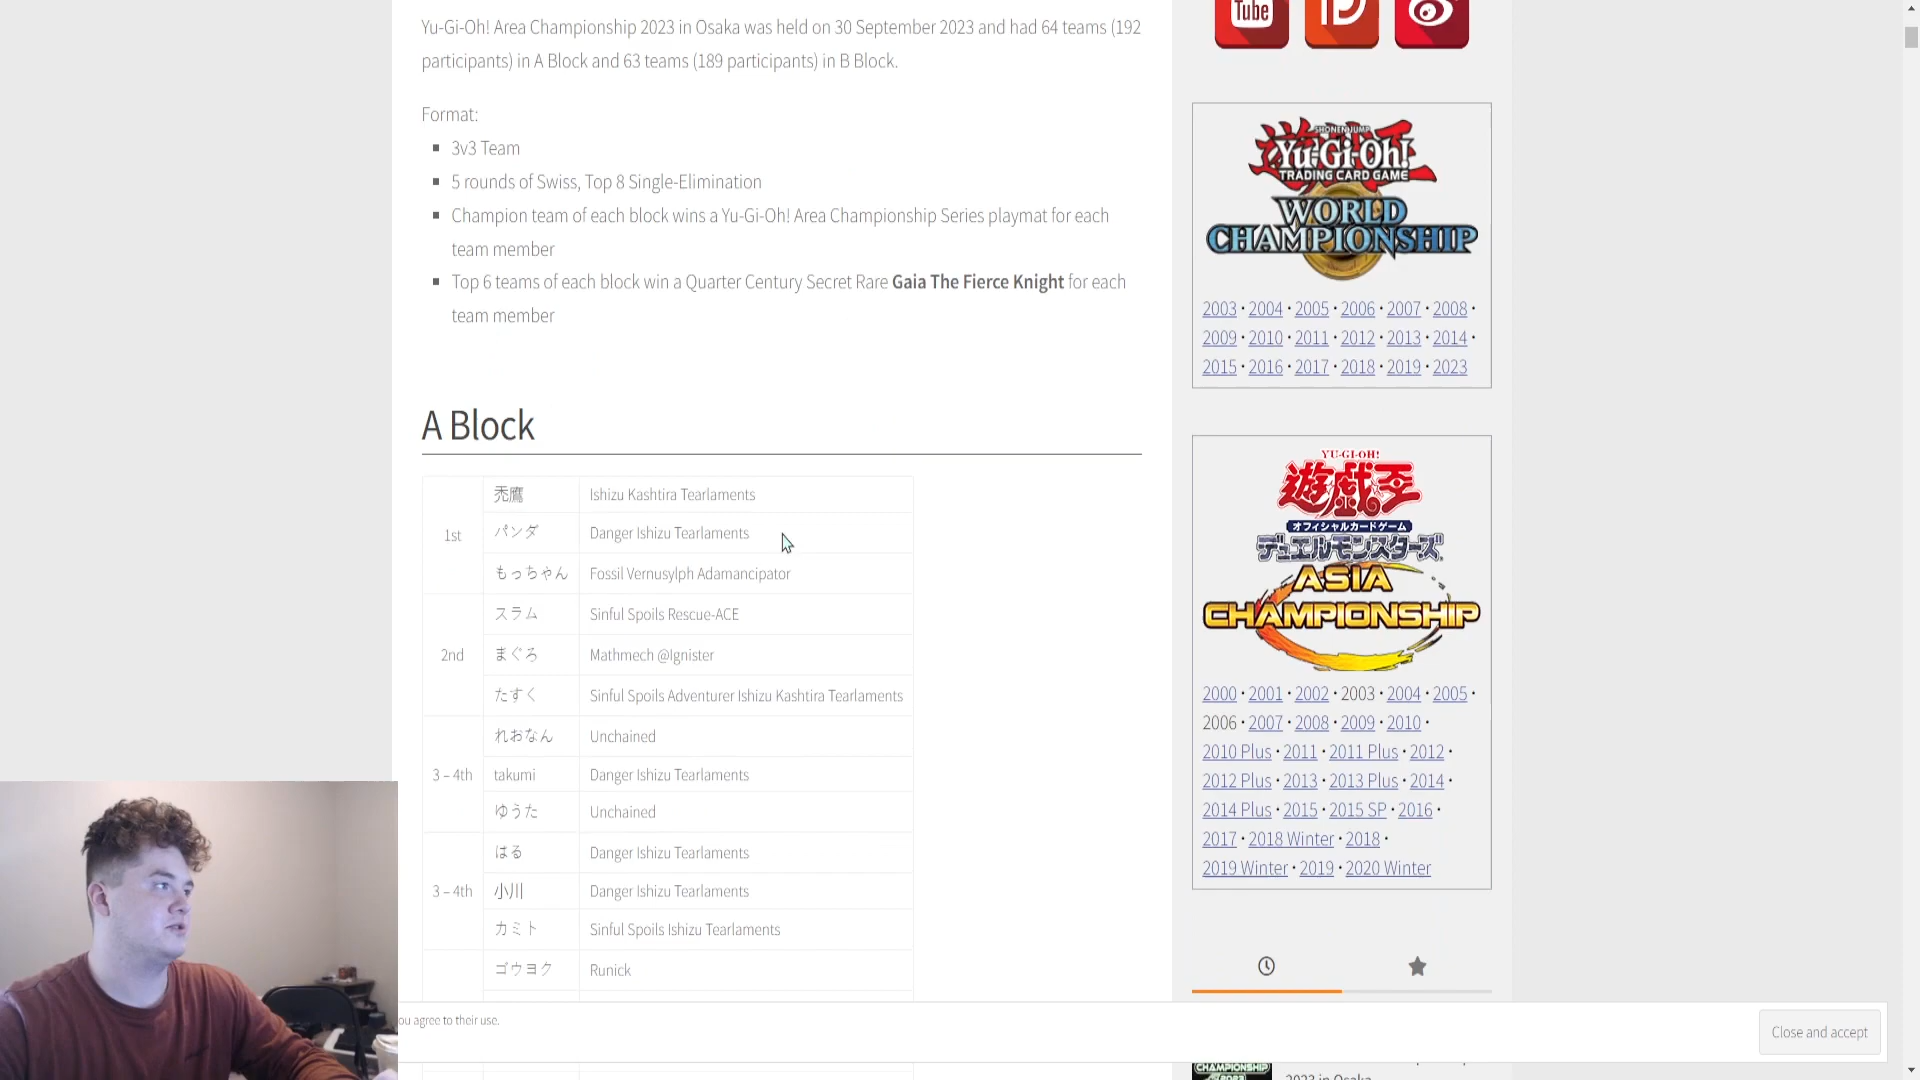 Yu-Gi-Oh! Area Championship 2023 in Osaka was held on 30 September 2023 and had 64 teams (192
participants) in A Block and 63 teams (189 participants) in B Block.
Format:
3v3 Team
5 rounds of Swiss, Top 8 Single-Elimination
Champion team of each block wins a Yu-Gi-Oh! Area Championship Series playmat for each
team member
Top 6 teams of each block win a Quarter Century Secret Rare Gaia The Fierce Knight for each
team member
A Block
1st
禿鷹 Ishizu Kashtira Tearlaments
パンダ Danger Ishizu Tearlaments
もっちゃん Fossil Vernusylph Adamancipator
2nd
スラム Sinful Spoils Rescue-ACE
まぐろ Mathmech @Ignister
たすく Sinful Spoils Adventurer Ishizu Kashtira Tearlaments
3 – 4th
れおなん Unchained
takumi Danger Ishizu Tearlaments
ゆうた Unchained
3 – 4th
はる Danger Ishizu Tearlaments
小川 Danger Ishizu Tearlaments
カミト Sinful Spoils Ishizu Tearlaments
ゴウヨク Runick
ou agree to their use.
Close and accept
Tube
SHONEN JUMP
Yu-Gi-Oh!
TRADING CARD GAME
WORLD
CHAMPIONSHIP
2003 · 2004 · 2005 · 2006 · 2007 · 2008 ·
2009 · 2010 · 2011 · 2012 · 2013 · 2014 ·
2015 · 2016 · 2017 · 2018 · 2019 · 2023
YU-GI-OH!
遊戯王
オフィシャルカードゲーム
デュエルモンスターズ
ASIA
CHAMPIONSHIP
2000 · 2001 · 2002 · 2003 · 2004 · 2005 ·
2006 · 2007 · 2008 · 2009 · 2010 ·
2010 Plus · 2011 · 2011 Plus · 2012 ·
2012 Plus · 2013 · 2013 Plus · 2014 ·
2014 Plus · 2015 · 2015 SP · 2016 ·
2017 · 2018 Winter · 2018 ·
2019 Winter · 2019 · 2020 Winter
CHAMPIONSHIP
2023 in Osaka